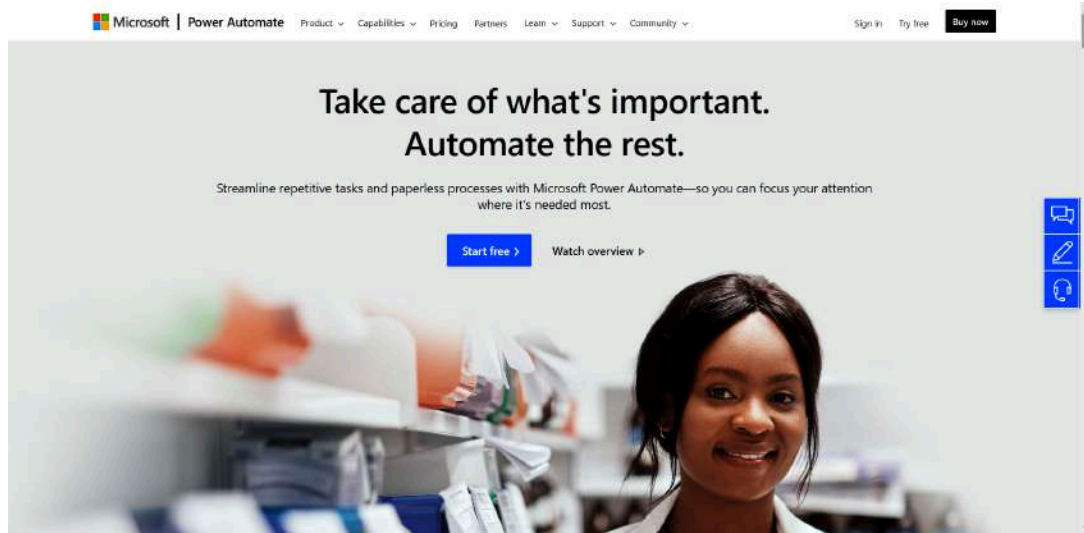 Microsoft | Power Automate Product Capabilities Pricing Partners Learn Support Community Sign in Try free Buy now
Take care of what's important.
Automate the rest.
Streamline repetitive tasks and paperless processes with Microsoft Power Automate—so you can focus your attention
where it's needed most.
Start free Watch overview